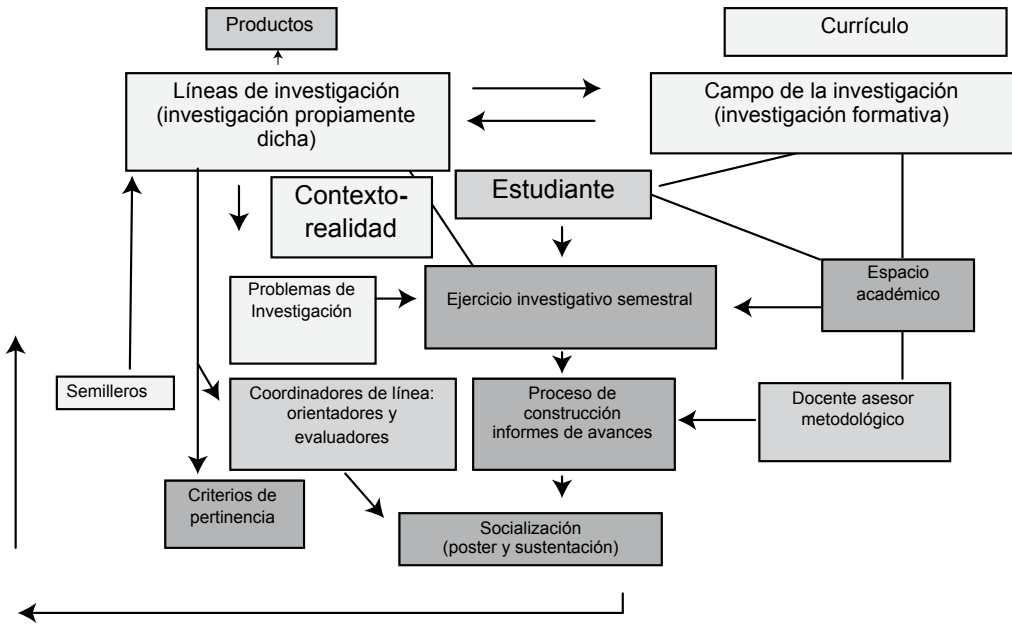 Productos
Currículo
Líneas de investigación
(investigación propiamente
dicha)
Campo de la investigación
(investigación formativa)
Contexto-
realidad
Estudiante
Espacio
académico
Problemas de
Investigación
Ejercicio investigativo semestral
Semilleros
Coordinadores de línea:
orientadores y
evaluadores
Proceso de
construcción
informes de avances
Docente asesor
metodológico
Criterios de
pertinencia
Socialización
(poster y sustentación)